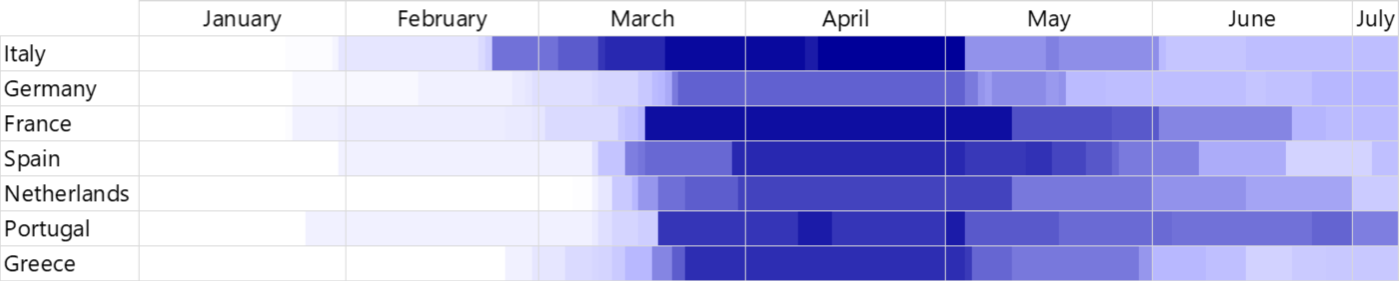 January February March April May June July
Italy
Germany
France
Spain
Netherlands
Portugal
Greece